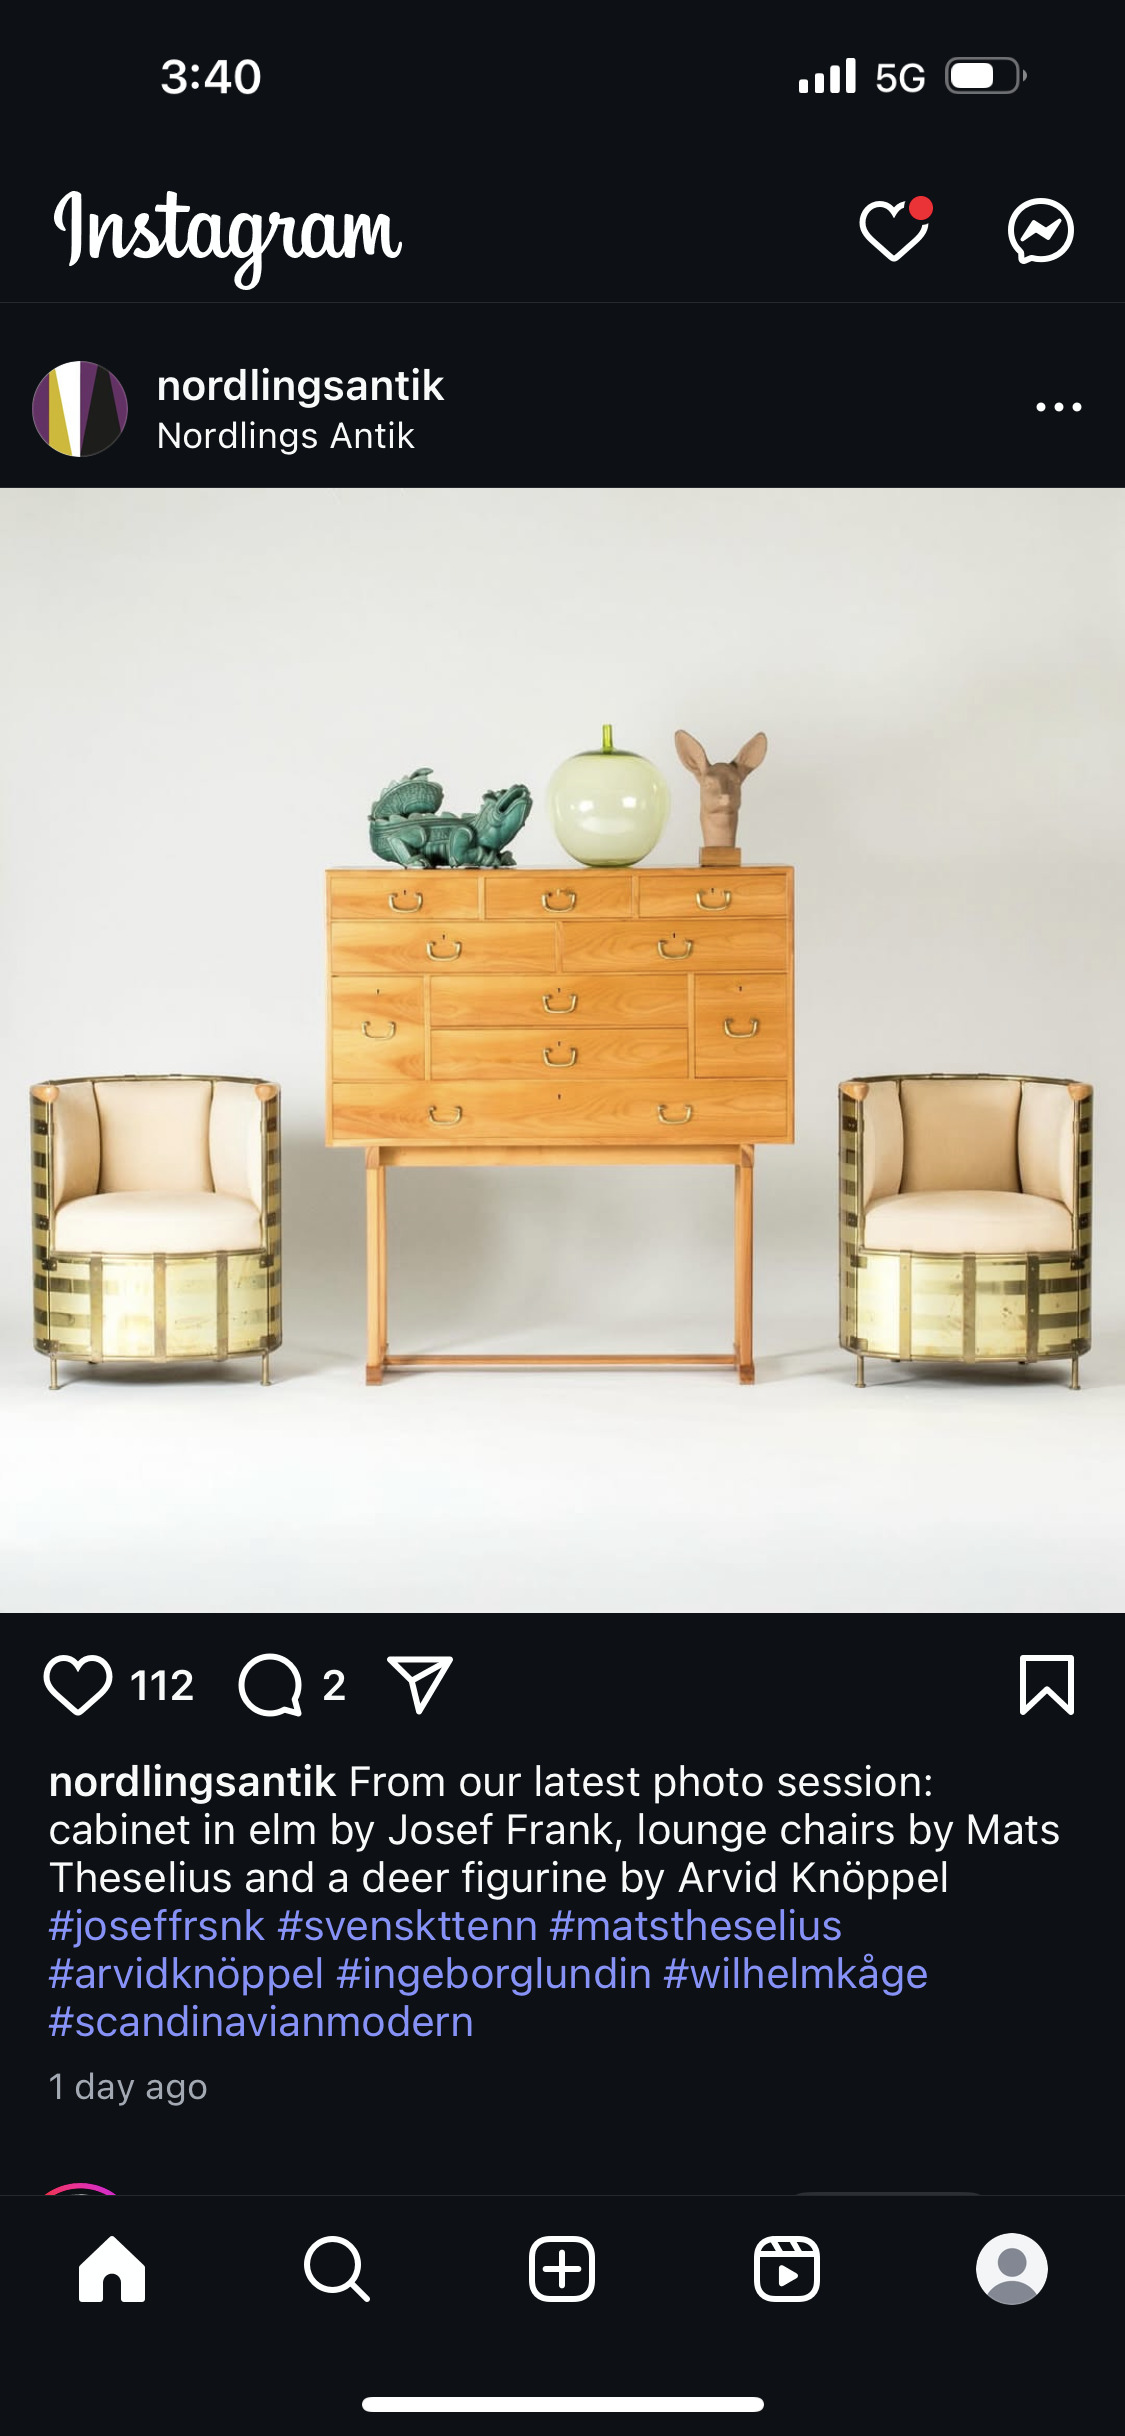 3:40 5G
Instagram
nordlingsantik
Nordlings Antik
112 2
nordlingsantik From our latest photo session:
cabinet in elm by Josef Frank, lounge chairs by Mats
Theselius and a deer figurine by Arvid Knöppel
#joseffrsnk #svenskttenn #matstheselius
#arvidknöppel #ingeborglundin #wilhelmkåge
#scandinavianmodern
1 day ago